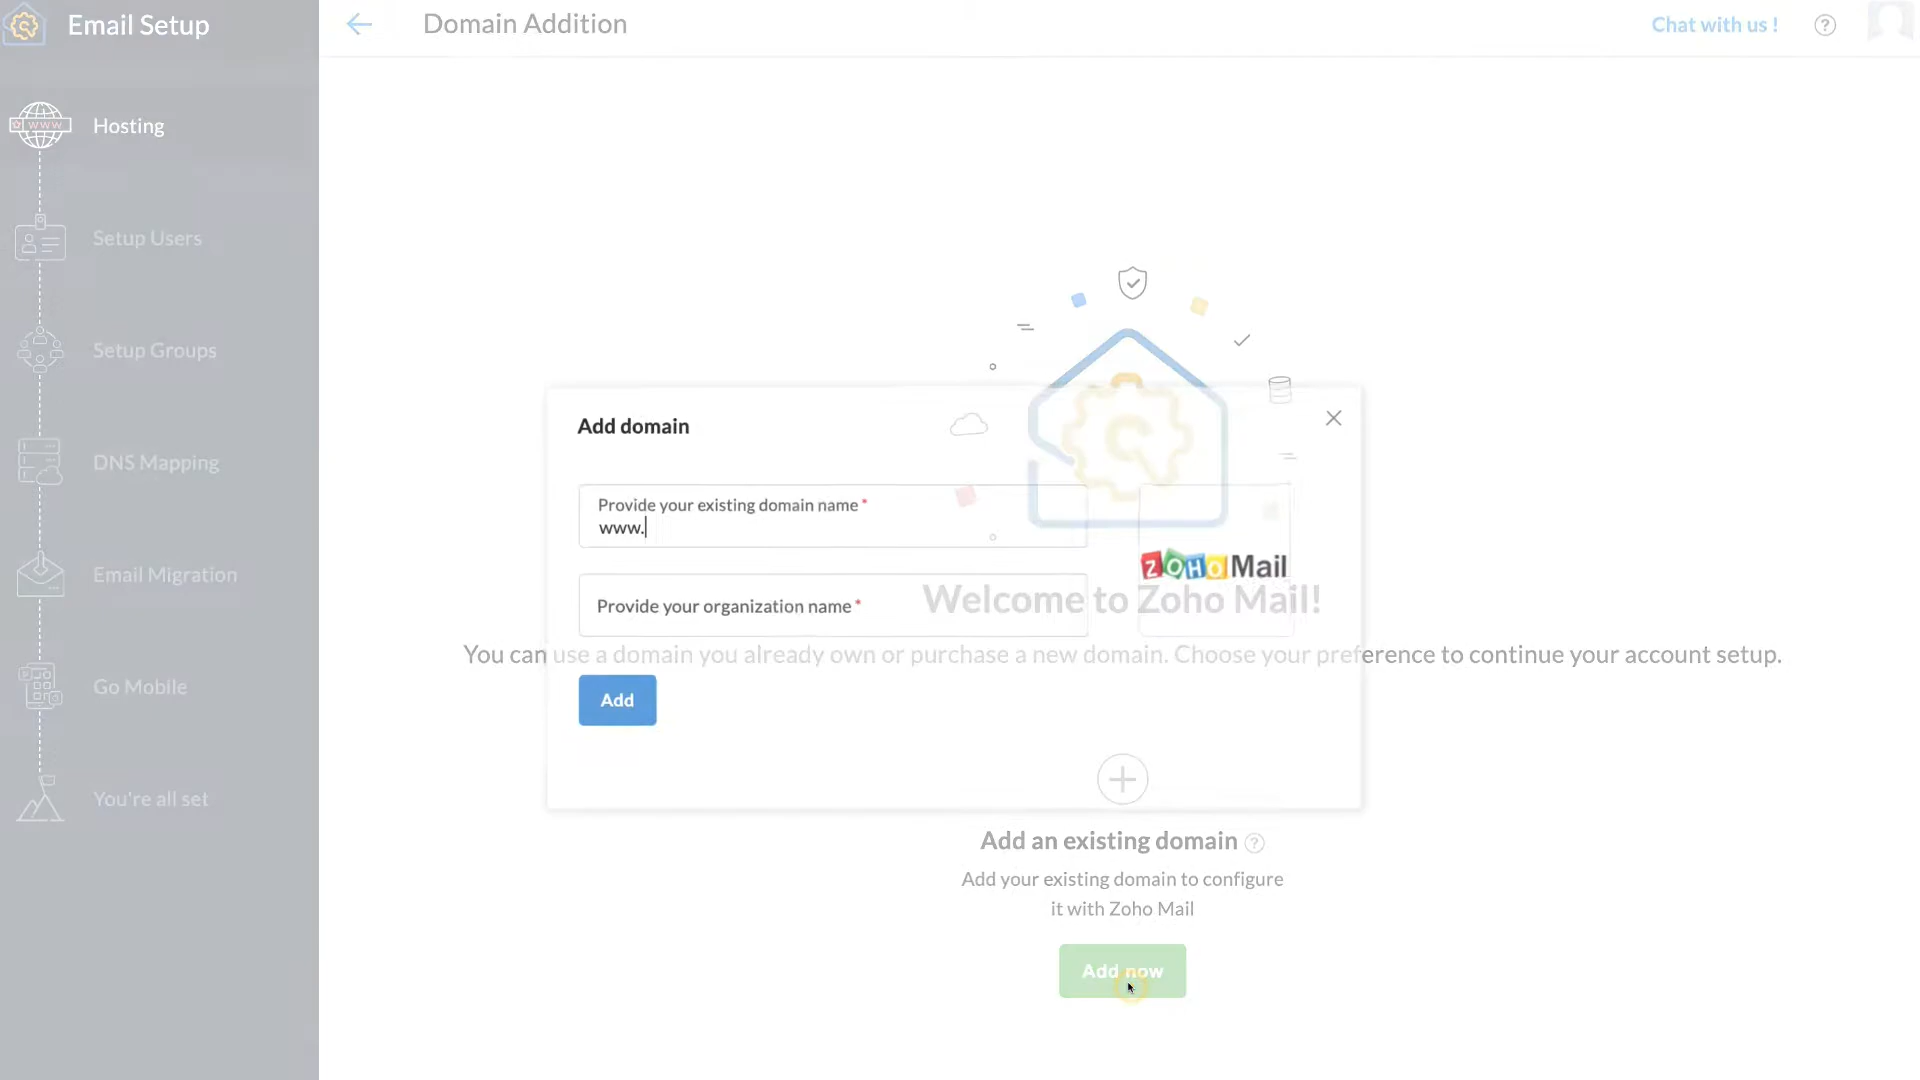 Email Setup
Domain Addition
Chat with us !
?
www
Hosting
Setup Users
Setup Groups
DNS Mapping
Email Migration
Go Mobile
You're all set
Add domain
Provide your existing domain name *
www.
Provide your organization name *
ZOHO Mail
Welcome to Zoho Mail!
You can use a domain you already own or purchase a new domain. Choose your preference to continue your account setup.
Add
Add an existing domain ?
Add your existing domain to configure
it with Zoho Mail
Add now